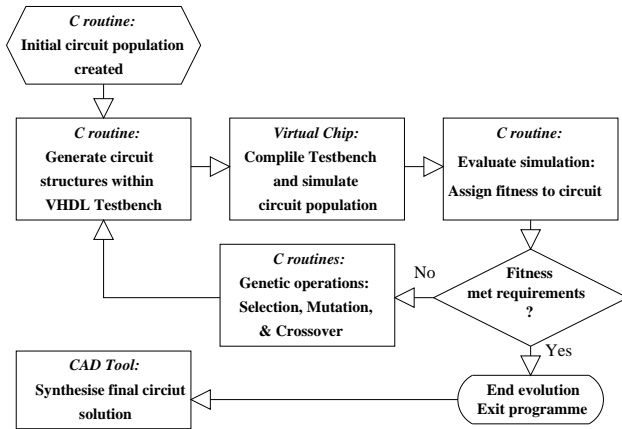 C routine:
Initial circuit population
created
C routine:
Generate circuit
structures within
VHDL Testbench
Virtual Chip:
Complile Testbench
and simulate
circuit population
C routine:
Evaluate simulation:
Assign fitness to circuit
C routines:
Genetic operations:
Selection, Mutation,
& Crossover
No
Fitness
met requirements
?
Yes
CAD Tool:
Synthesise final circiut
solution
End evolution
Exit programme